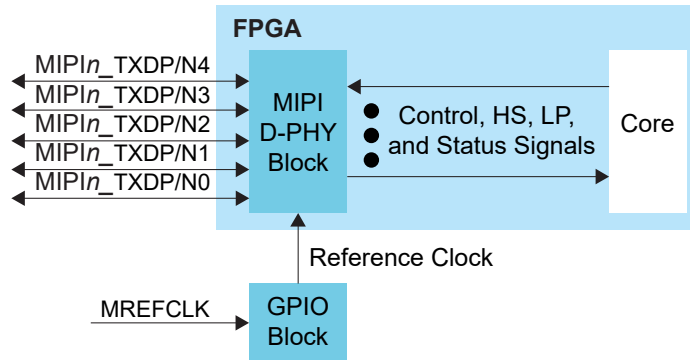 FPGA
MIPIn_TXDP/N4
MIPIn_TXDP/N3
MIPIn_TXDP/N2
MIPIn_TXDP/N1
MIPIn_TXDP/N0
MIPI
D-PHY
Block
Control, HS, LP,
and Status Signals
Core
Reference Clock
MREFCLK
GPIO
Block